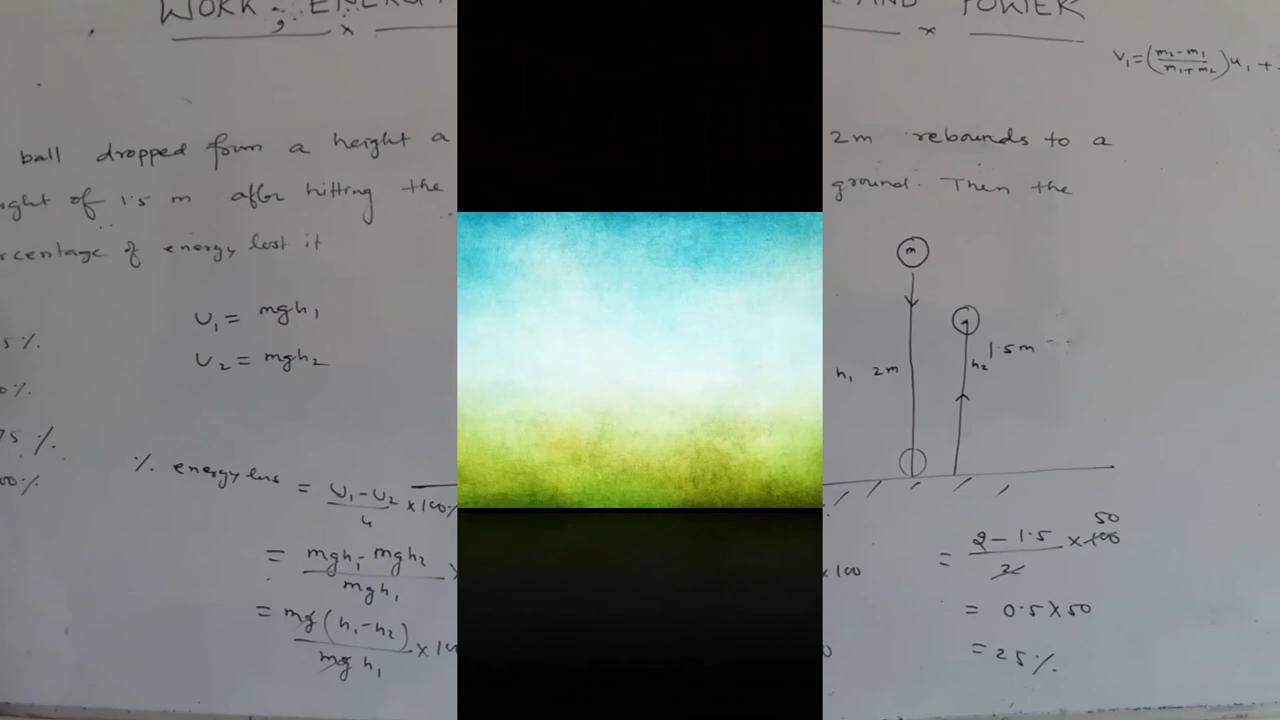 WORK, ENERGY AND POWER
V₁=(m₂-m₁/m₁+m₂)u₁ +
ball dropped from a height a 2m rebounds to a
ght of 1.5 m after hitting the ground. Then the
rcentage of energy lost it
5%.
0%.
75 %.
00%.
U₁ = mgh₁
U₂ = mgh₂
m
h₁ 2m
h₂ 1.5m
% energy loss = U₁-U₂/u × 100%
= mgh₁-mgh₂/mgh₁ × 100
= mg(h₁-h₂)/mg h₁ × 100
= 2-1.5/2 × 100 50
= 0.5×50
= 25%.